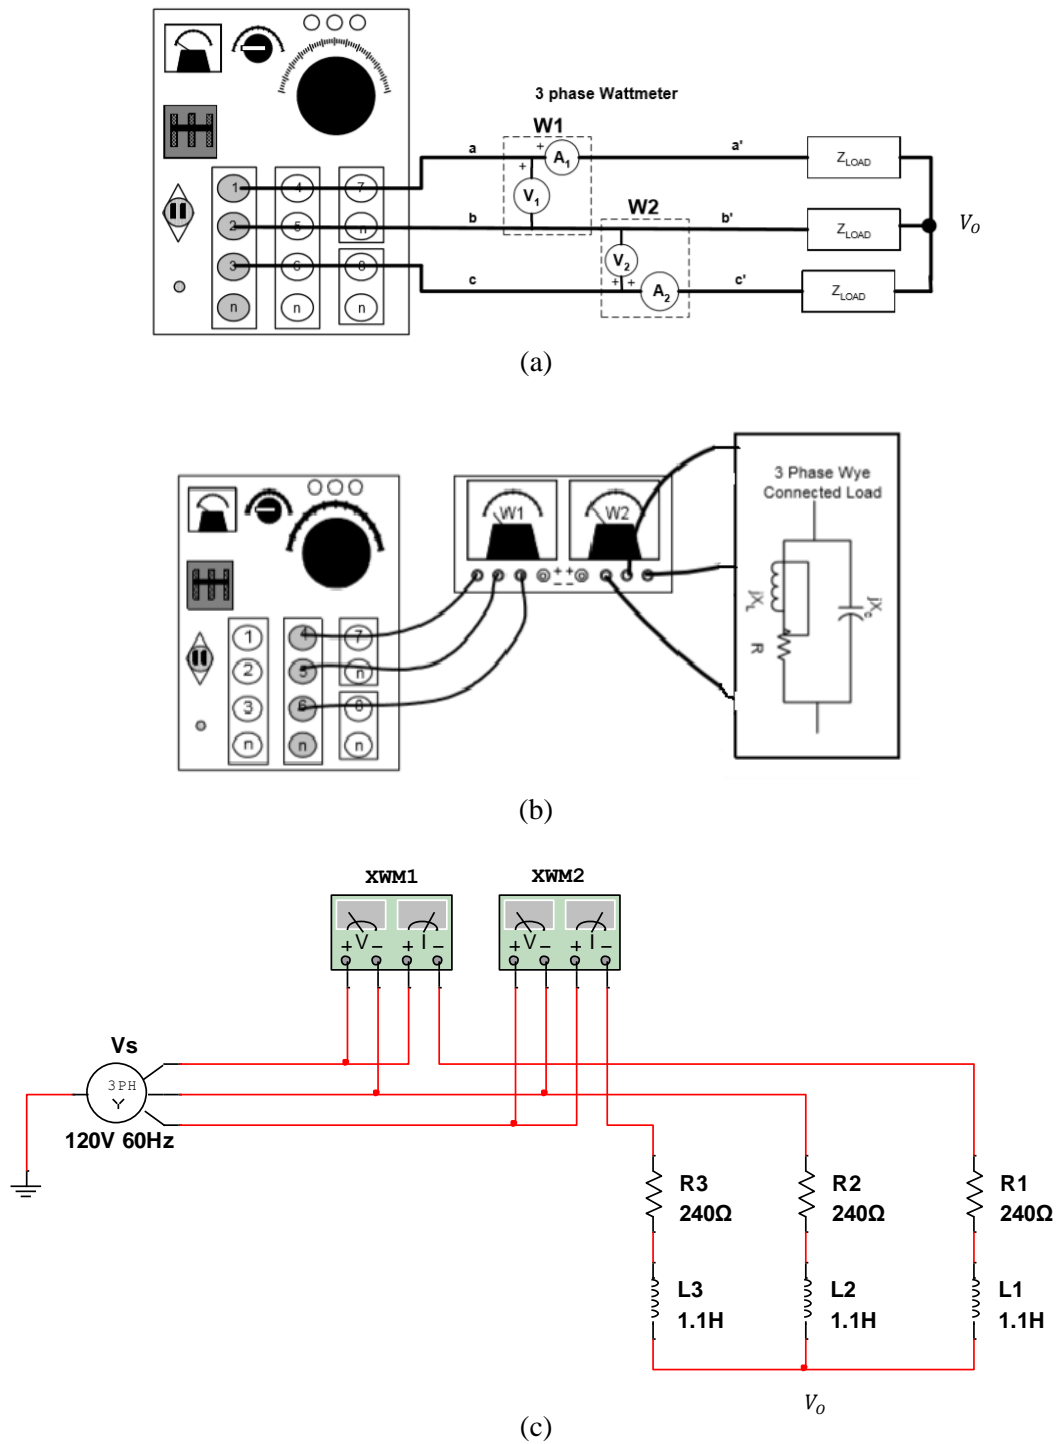 3 phase Wattmeter
W1
a
+
A1
a'
ZLOAD
+
V1
1
4
7
W2
2
5
n
b
b'
ZLOAD
VO
V2
3
6
8
+
+
A2
c
c'
ZLOAD
n
n
n
(a)
3 Phase Wye
Connected Load
W1
W2
+ +
- -
jXL
jXc
R
1
4
7
2
5
n
3
6
8
n
n
n
(b)
XWM1
XWM2
V
I
V
I
+ - + -
+ - + -
Vs
3PH
Y
120V 60Hz
R3
240Ω
R2
240Ω
R1
240Ω
L3
1.1H
L2
1.1H
L1
1.1H
VO
(c)